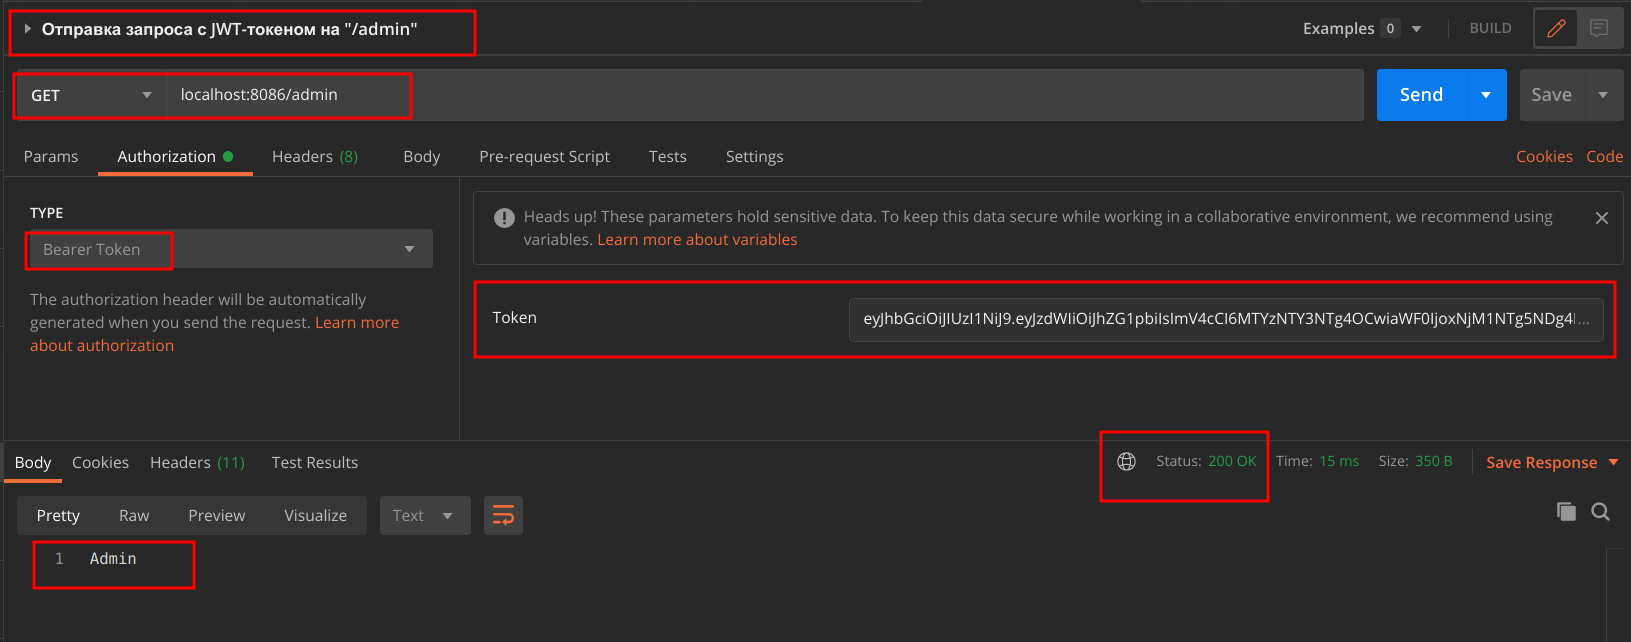 Отправка запроса с JWT-токеном на "/admin"
Examples 0
BUILD
GET
localhost:8086/admin
Send
Save
Params
Authorization
Headers (8)
Body
Pre-request Script
Tests
Settings
Cookies
Code
TYPE
Bearer Token
The authorization header will be automatically
generated when you send the request. Learn more
about authorization
Heads up! These parameters hold sensitive data. To keep this data secure while working in a collaborative environment, we recommend using
variables. Learn more about variables
Token
eyJhbGciOiJIUzI1NiJ9.eyJzdWIiOiJhZG1pbiIsImV4cCI6MTYzNTY3NTg4OCwiaWF0IjoxNjM1NTg5NDg4...
Body
Cookies
Headers (11)
Test Results
Status: 200 OK
Time: 15 ms
Size: 350 B
Save Response
Pretty
Raw
Preview
Visualize
Text
1 Admin